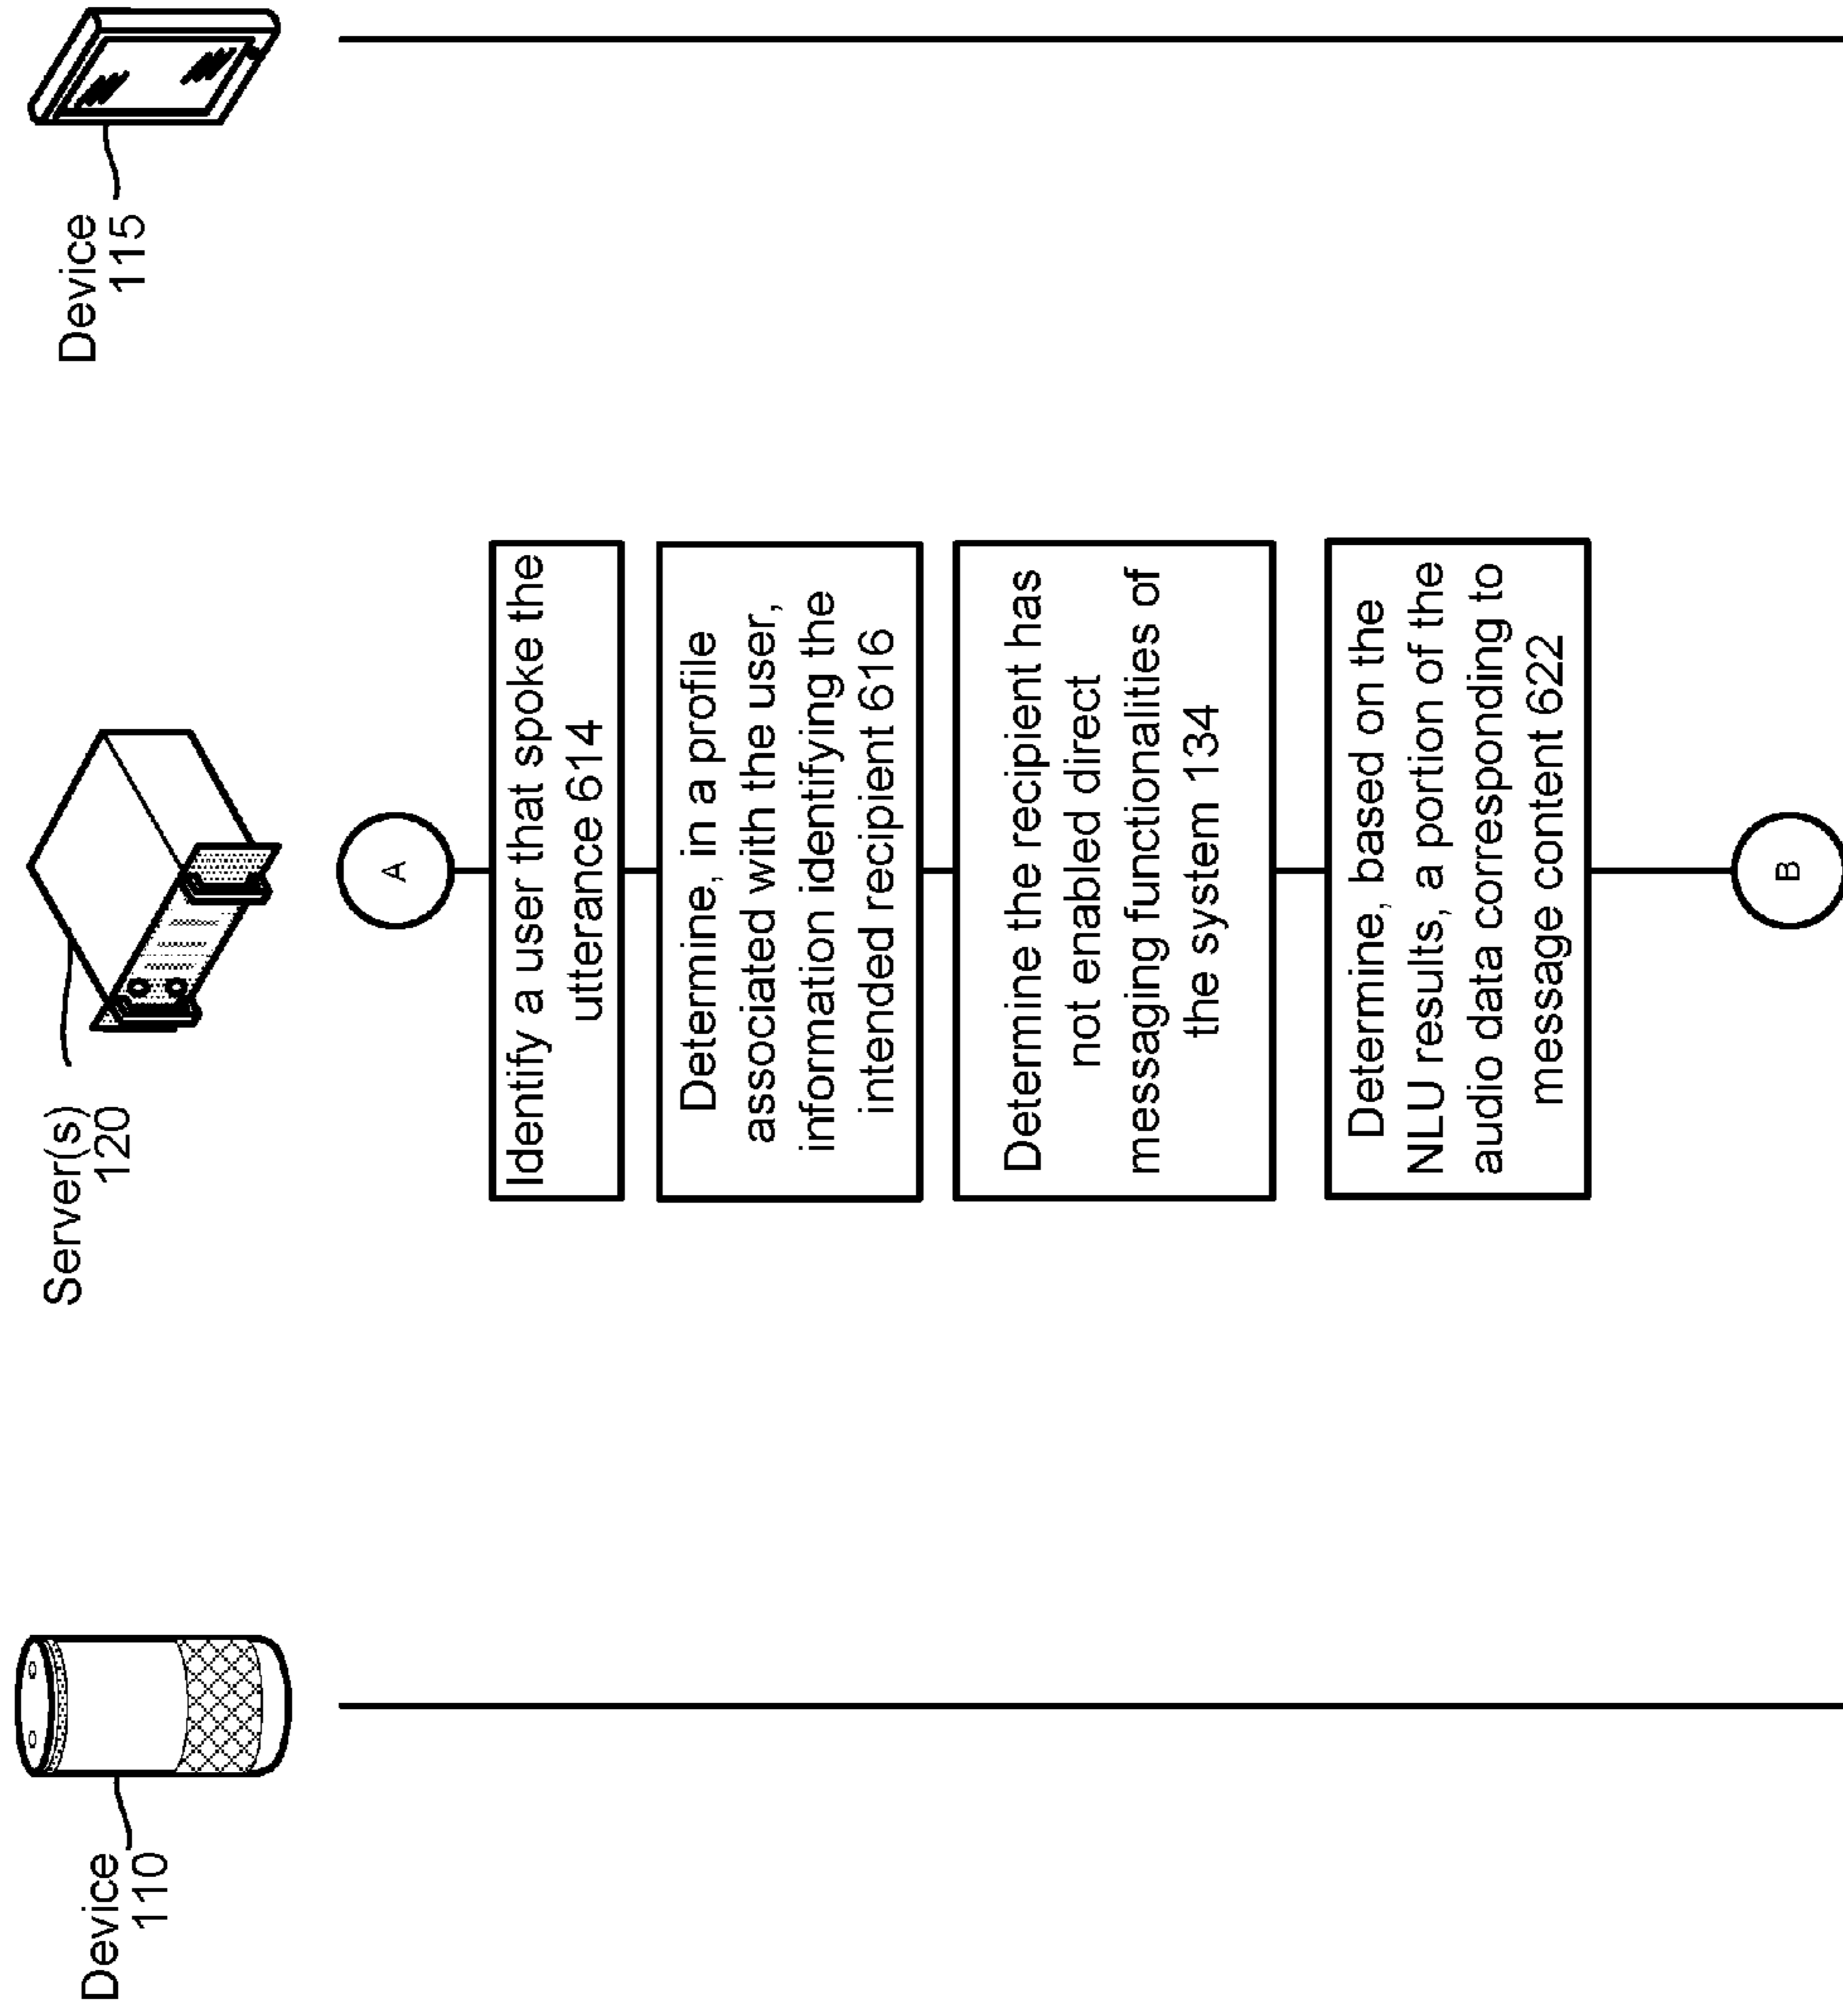 Device
110
Server(s)
120
Device
115
A
Identify a user that spoke the
utterance 614
Determine, in a profile
associated with the user,
information identifying the
intended recipient 616
Determine the recipient has
not enabled direct
messaging functionalities of
the system 134
Determine, based on the
NLU results, a portion of the
audio data corresponding to
message content 622
B